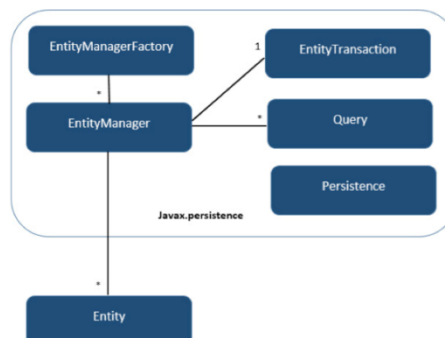 EntityManagerFactory
1
EntityTransaction
*
EntityManager
*
Query
Persistence
Javax.persistence
*
Entity